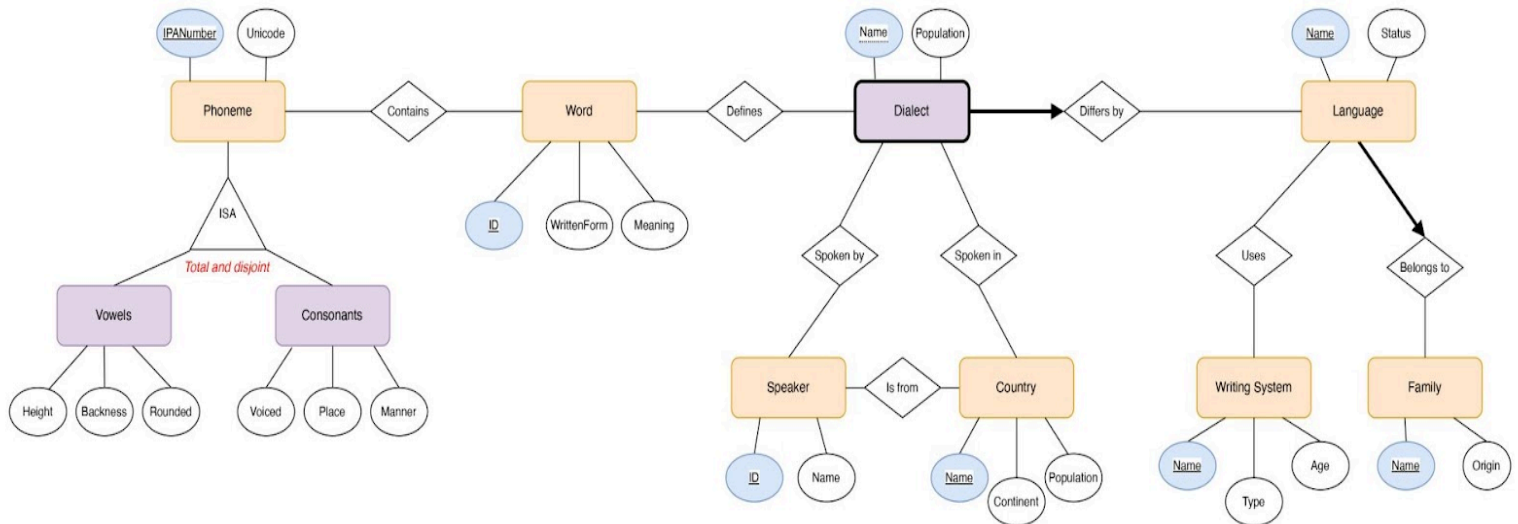 IPANumber
Unicode
Name
Population
Name
Status
Phoneme
Contains
Word
Defines
Dialect
Differs by
Language
ISA
ID
WrittenForm
Meaning
Total and disjoint
Spoken by
Spoken in
Uses
Belongs to
Vowels
Consonants
Speaker
Is from
Country
Writing System
Family
Height
Backness
Rounded
Voiced
Place
Manner
ID
Name
Name
Continent
Population
Name
Type
Age
Name
Origin